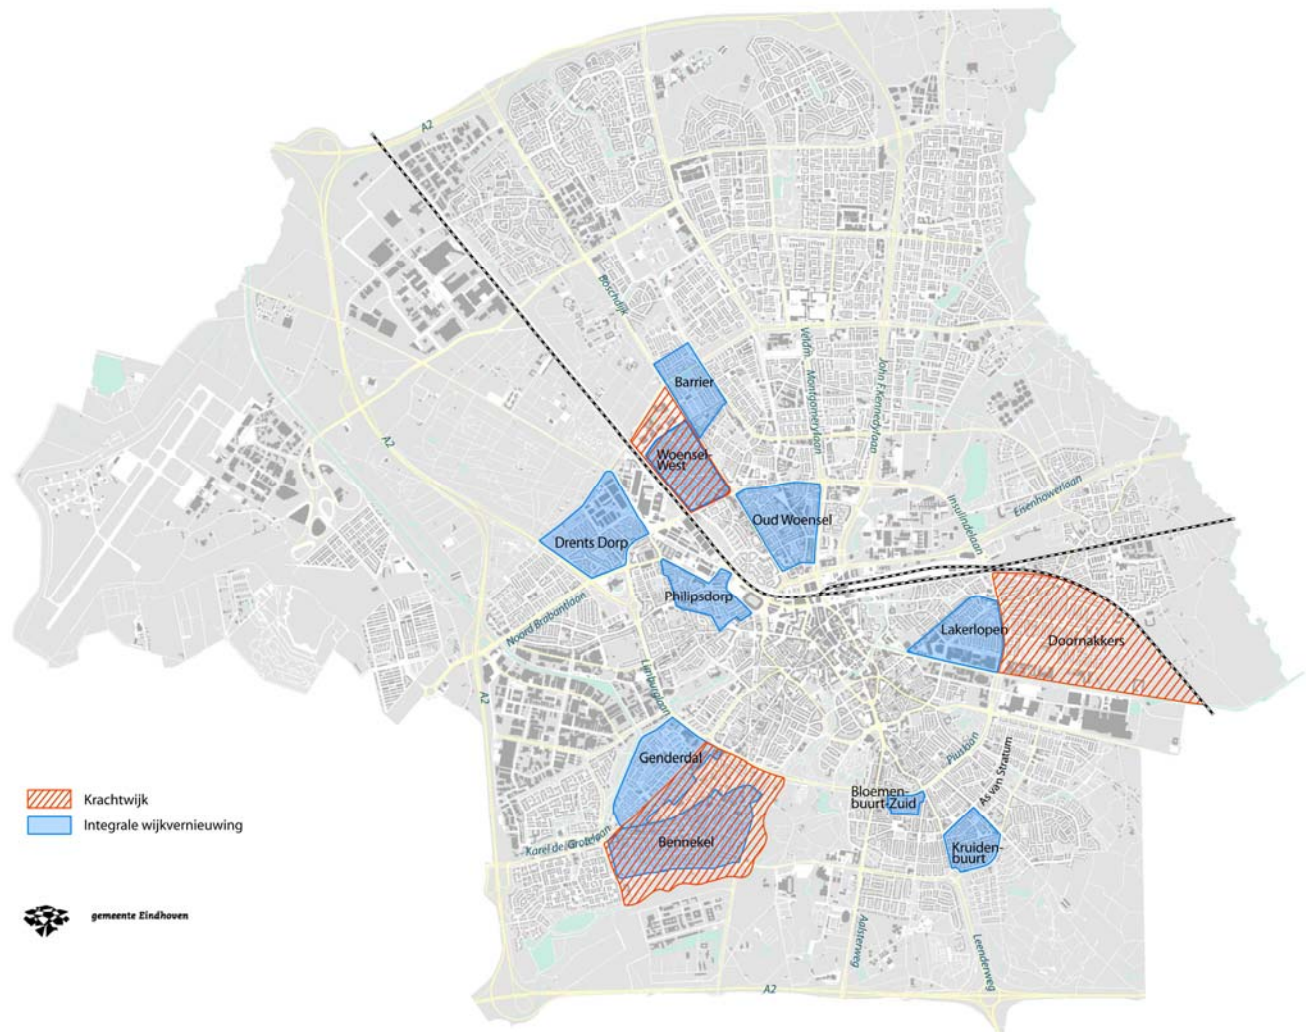 A2
Boschdijk
Veldm. Montgomerylaan
John F. Kennedylaan
Barrier
A2
Woensel-
West
Insulindelaan
Eisenhowerlaan
Oud Woensel
Drents Dorp
Philipsdorp
Noord Brabantlaan
Lakerlopen
Doornakkers
Limburglaan
A2
Piusbaan
As van Stratum
Genderdal
Bloemen-
buurt-Zuid
Krachtwijk
Integrale wijkvernieuwing
Karel de Grotelaan
Bennekel
Kruiden-
buurt
gemeente Eindhoven
Aalsterweg
Leenderweg
A2